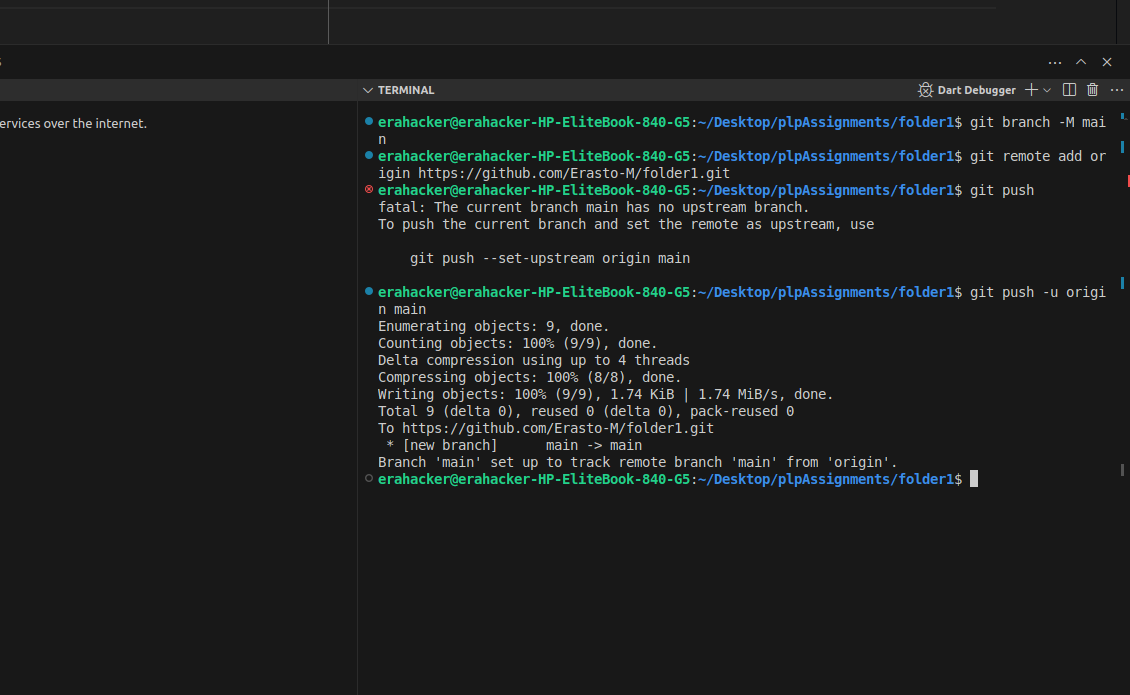 TERMINAL
Dart Debugger
ervices over the internet.
erahacker@erahacker-HP-EliteBook-840-G5:~/Desktop/plpAssignments/folder1$ git branch -M mai
n
erahacker@erahacker-HP-EliteBook-840-G5:~/Desktop/plpAssignments/folder1$ git remote add or
igin https://github.com/Erasto-M/folder1.git
erahacker@erahacker-HP-EliteBook-840-G5:~/Desktop/plpAssignments/folder1$ git push
fatal: The current branch main has no upstream branch.
To push the current branch and set the remote as upstream, use
git push --set-upstream origin main
erahacker@erahacker-HP-EliteBook-840-G5:~/Desktop/plpAssignments/folder1$ git push -u origi
n main
Enumerating objects: 9, done.
Counting objects: 100% (9/9), done.
Delta compression using up to 4 threads
Compressing objects: 100% (8/8), done.
Writing objects: 100% (9/9), 1.74 KiB | 1.74 MiB/s, done.
Total 9 (delta 0), reused 0 (delta 0), pack-reused 0
To https://github.com/Erasto-M/folder1.git
* [new branch]      main -> main
Branch 'main' set up to track remote branch 'main' from 'origin'.
erahacker@erahacker-HP-EliteBook-840-G5:~/Desktop/plpAssignments/folder1$